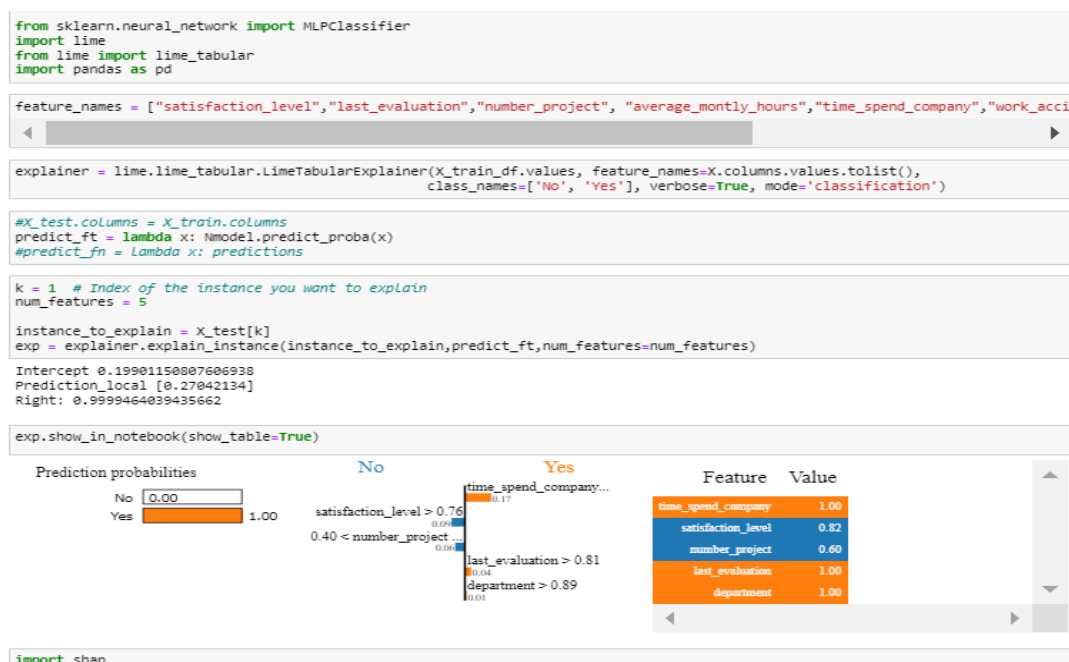 from sklearn.neural_network import MLPClassifier
import lime
from lime import lime_tabular
import pandas as pd
feature_names = ["satisfaction_level","last_evaluation","number_project", "average_montly_hours","time_spend_company","work_acci
explainer = lime.lime_tabular.LimeTabularExplainer(X_train_df.values, feature_names=X.columns.values.tolist(),
class_names=['No', 'Yes'], verbose=True, mode='classification')
#X_test.columns = X_train.columns
predict_ft = lambda x: Nmodel.predict_proba(x)
#predict_fn = lambda x: predictions
k = 1 # Index of the instance you want to explain
num_features = 5
instance_to_explain = X_test[k]
exp = explainer.explain_instance(instance_to_explain,predict_ft,num_features=num_features)
Intercept 0.19901150807606938
Prediction_local [0.27042134]
Right: 0.9999464039435662
exp.show_in_notebook(show_table=True)
Prediction probabilities
No 0.00
Yes 1.00
No Yes
time_spend_company...
0.17
satisfaction_level > 0.76
0.09
0.40 < number_project ...
0.06
last_evaluation > 0.81
0.04
department > 0.89
0.01
Feature Value
time_spend_company 1.00
satisfaction_level 0.82
number_project 0.60
last_evaluation 1.00
department 1.00
import shap